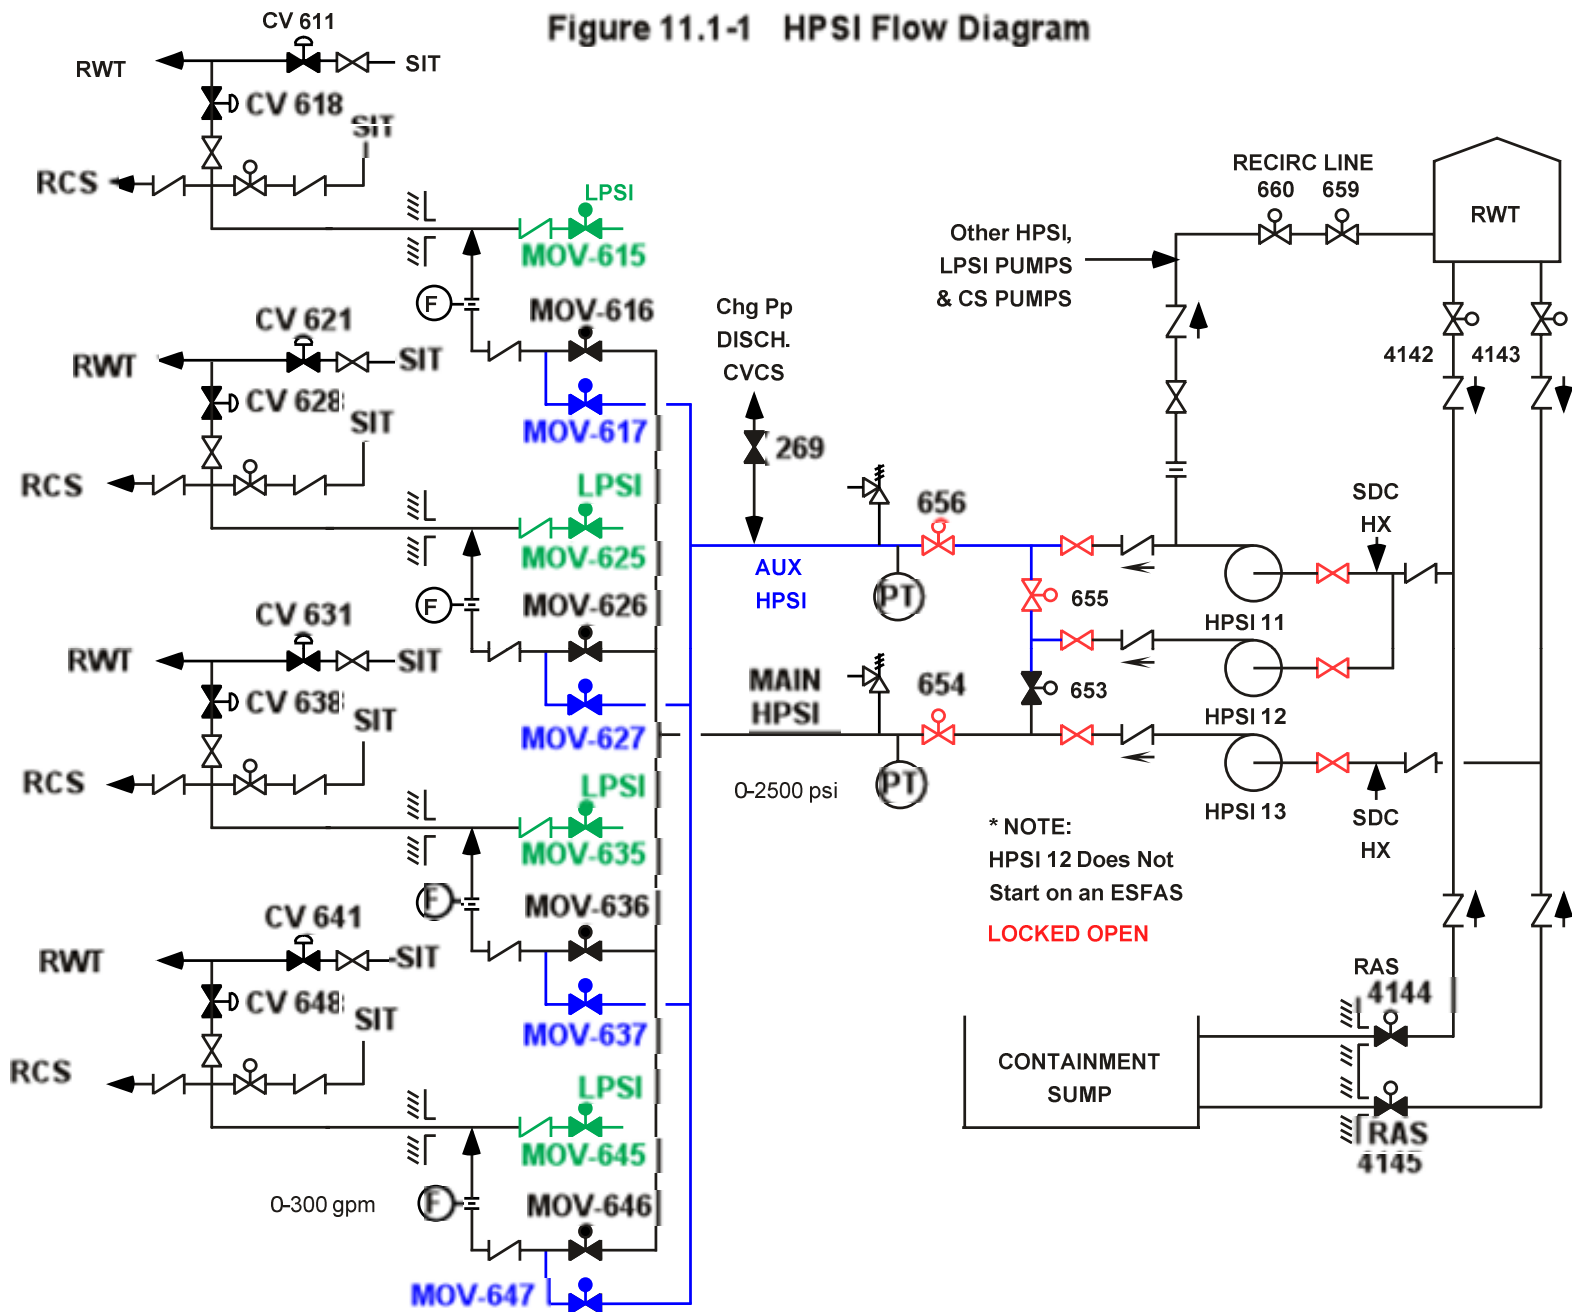 Figure 11.1-1 HPSI Flow Diagram
CV 611
RWT
SIT
CV 618
SIT
RCS
LPSI
MOV-615
F
MOV-616
MOV-617
CV 621
RWT
SIT
CV 628
SIT
RCS
LPSI
MOV-625
F
MOV-626
MOV-627
CV 631
RWT
SIT
CV 638
SIT
RCS
LPSI
MOV-635
F
MOV-636
MOV-637
CV 641
RWT
SIT
CV 648
SIT
RCS
LPSI
MOV-645
0-300 gpm
F
MOV-646
MOV-647
Chg Pp
DISCH.
CVCS
269
AUX
HPSI
PT
656
655
MAIN
HPSI
654
653
0-2500 psi
PT
Other HPSI,
LPSI PUMPS
& CS PUMPS
RECIRC LINE
660 659
RWT
4142 4143
SDC
HX
HPSI 11
HPSI 12
HPSI 13
SDC
HX
* NOTE:
HPSI 12 Does Not
Start on an ESFAS
LOCKED OPEN
RAS
4144
CONTAINMENT
SUMP
RAS
4145